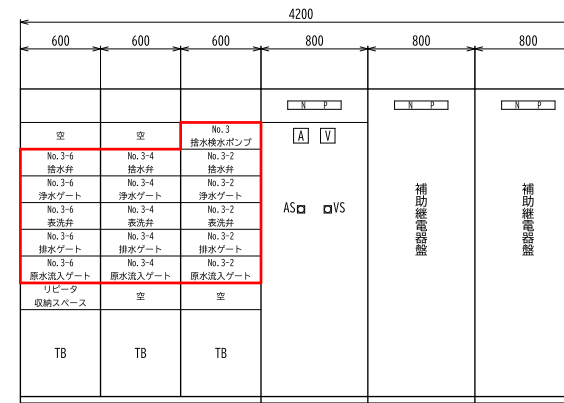 4200
600 600 600 800 800 800
N P N P N P
空 空 No.3
捨水検水ポンプ
A V
No.3-6 No.3-4 No.3-2
捨水弁 捨水弁 捨水弁
No.3-6 No.3-4 No.3-2
浄水ゲート 浄水ゲート 浄水ゲート
AS VS
No.3-6 No.3-4 No.3-2
表洗弁 表洗弁 表洗弁
No.3-6 No.3-4 No.3-2
排水ゲート 排水ゲート 排水ゲート
No.3-6 No.3-4 No.3-2
原水流入ゲート 原水流入ゲート 原水流入ゲート
補助継電器盤 補助継電器盤
リピータ
収納スペース 空 空
TB TB TB